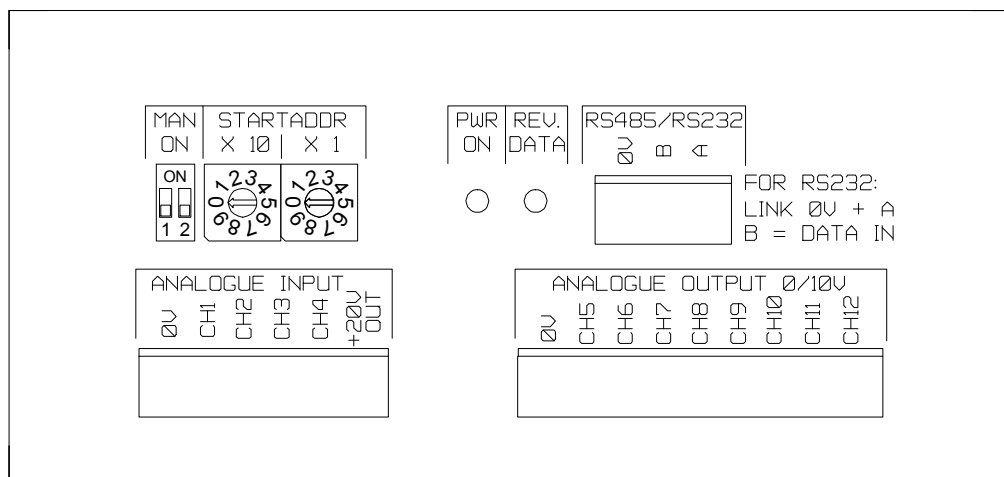 MAN ON
STARTADDR
X 10 X 1
ON
1 2
0 1 2 3 4 5 6 7 8 9
0 1 2 3 4 5 6 7 8 9
PWR ON
REV. DATA
RS485/RS232
0V B A
FOR RS232:
LINK 0V + A
B = DATA IN
ANALOGUE INPUT
0V CH1 CH2 CH3 CH4 +20V OUT
ANALOGUE OUTPUT 0/10V
0V CH5 CH6 CH7 CH8 CH9 CH10 CH11 CH12